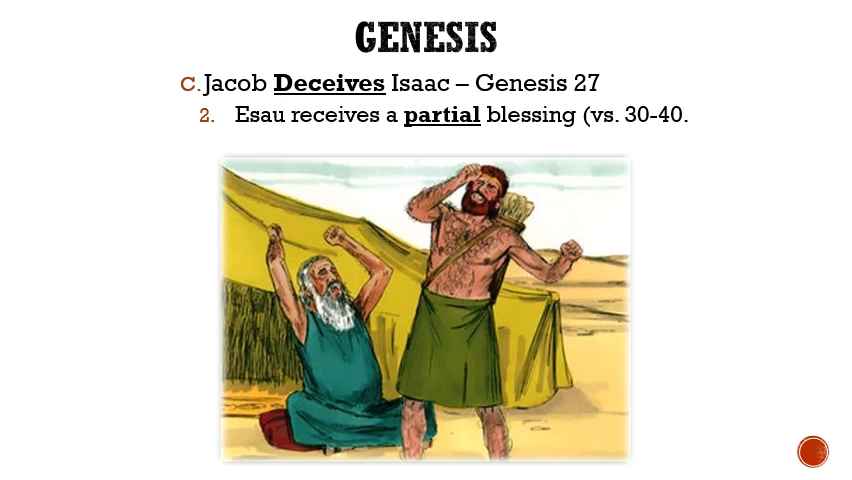 GENESIS
C. Jacob Deceives Isaac – Genesis 27
2. Esau receives a partial blessing (vs. 30-40.